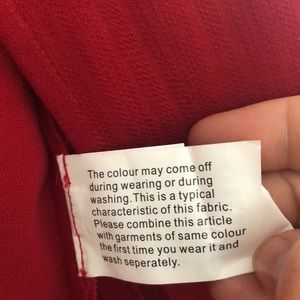 The colour may come off
during wearing or during
washing.This is a typical
characteristic of this fabric.
Please combine this article
with garments of same colour
the first time you wear it and
wash seperately.